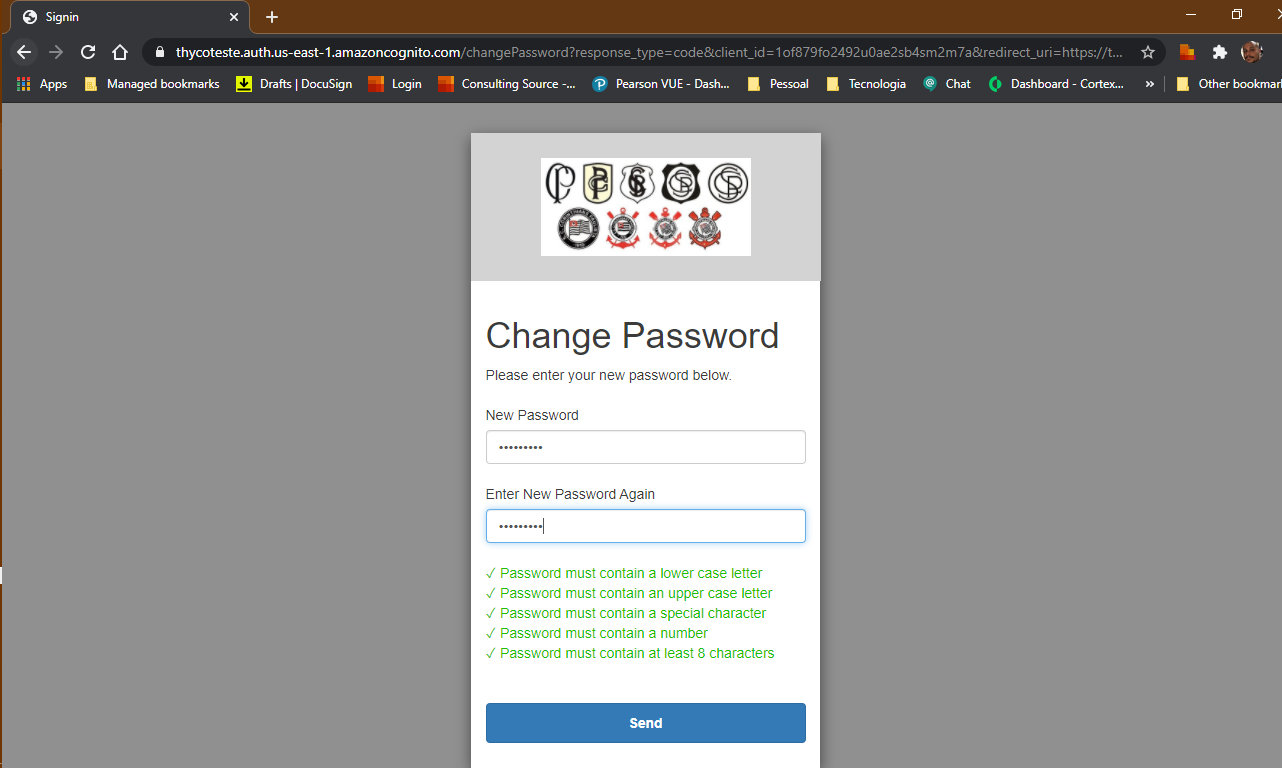 Signin
thycoteste.auth.us-east-1.amazoncognito.com/changePassword?response_type=code&client_id=1of879fo2492u0ae2sb4sm2m7a&redirect_uri=https://t...
Apps Managed bookmarks Drafts | DocuSign Login Consulting Source -... Pearson VUE - Dash... Pessoal Tecnologia Chat Dashboard - Cortex... » Other bookmar
Change Password
Please enter your new password below.
New Password
•••••••••
Enter New Password Again
•••••••••
✓ Password must contain a lower case letter
✓ Password must contain an upper case letter
✓ Password must contain a special character
✓ Password must contain a number
✓ Password must contain at least 8 characters
Send